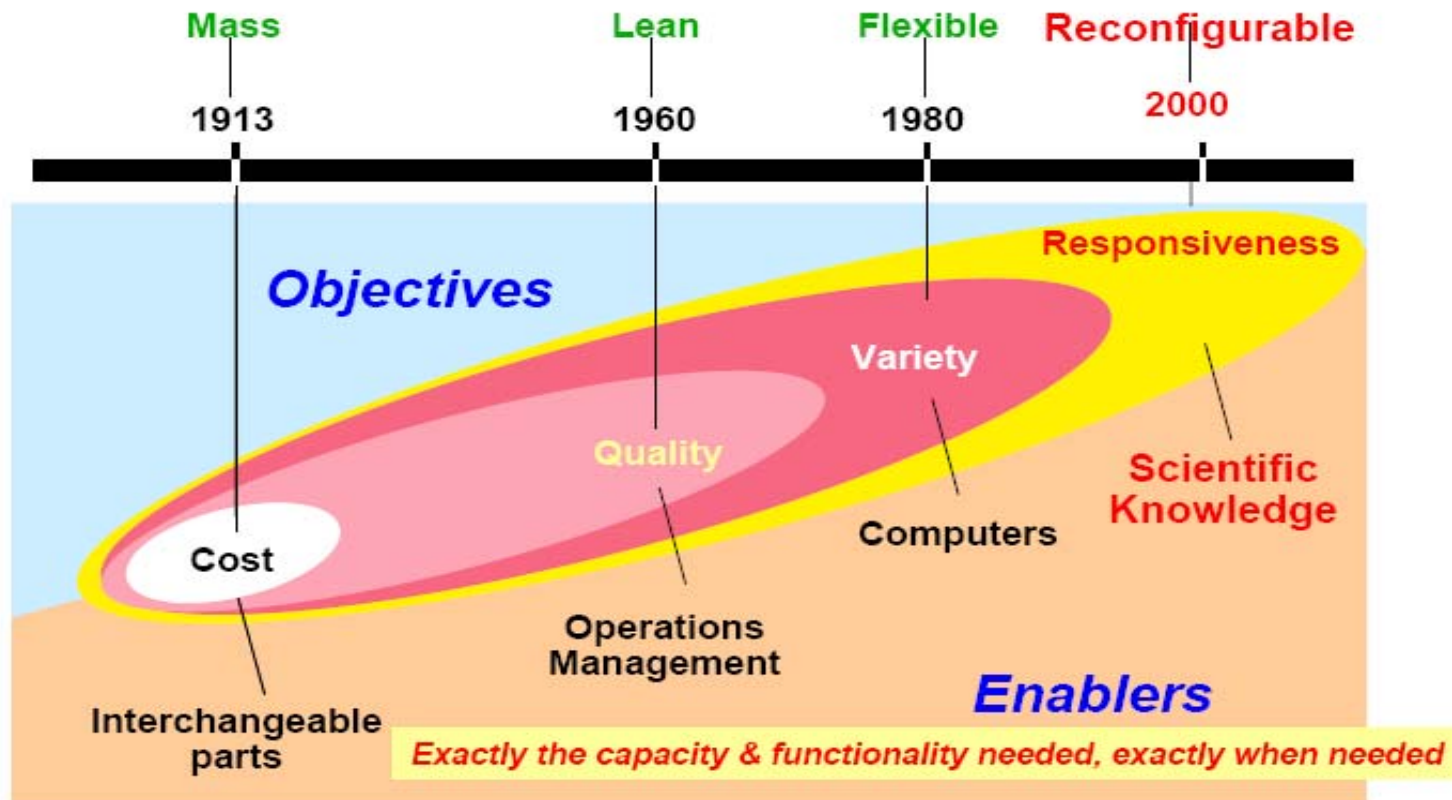 Mass
Lean
Flexible
Reconfigurable
1913
1960
1980
2000
Objectives
Responsiveness
Variety
Quality
Cost
Scientific
Knowledge
Computers
Operations
Management
Interchangeable
parts
Enablers
Exactly the capacity & functionality needed, exactly when needed